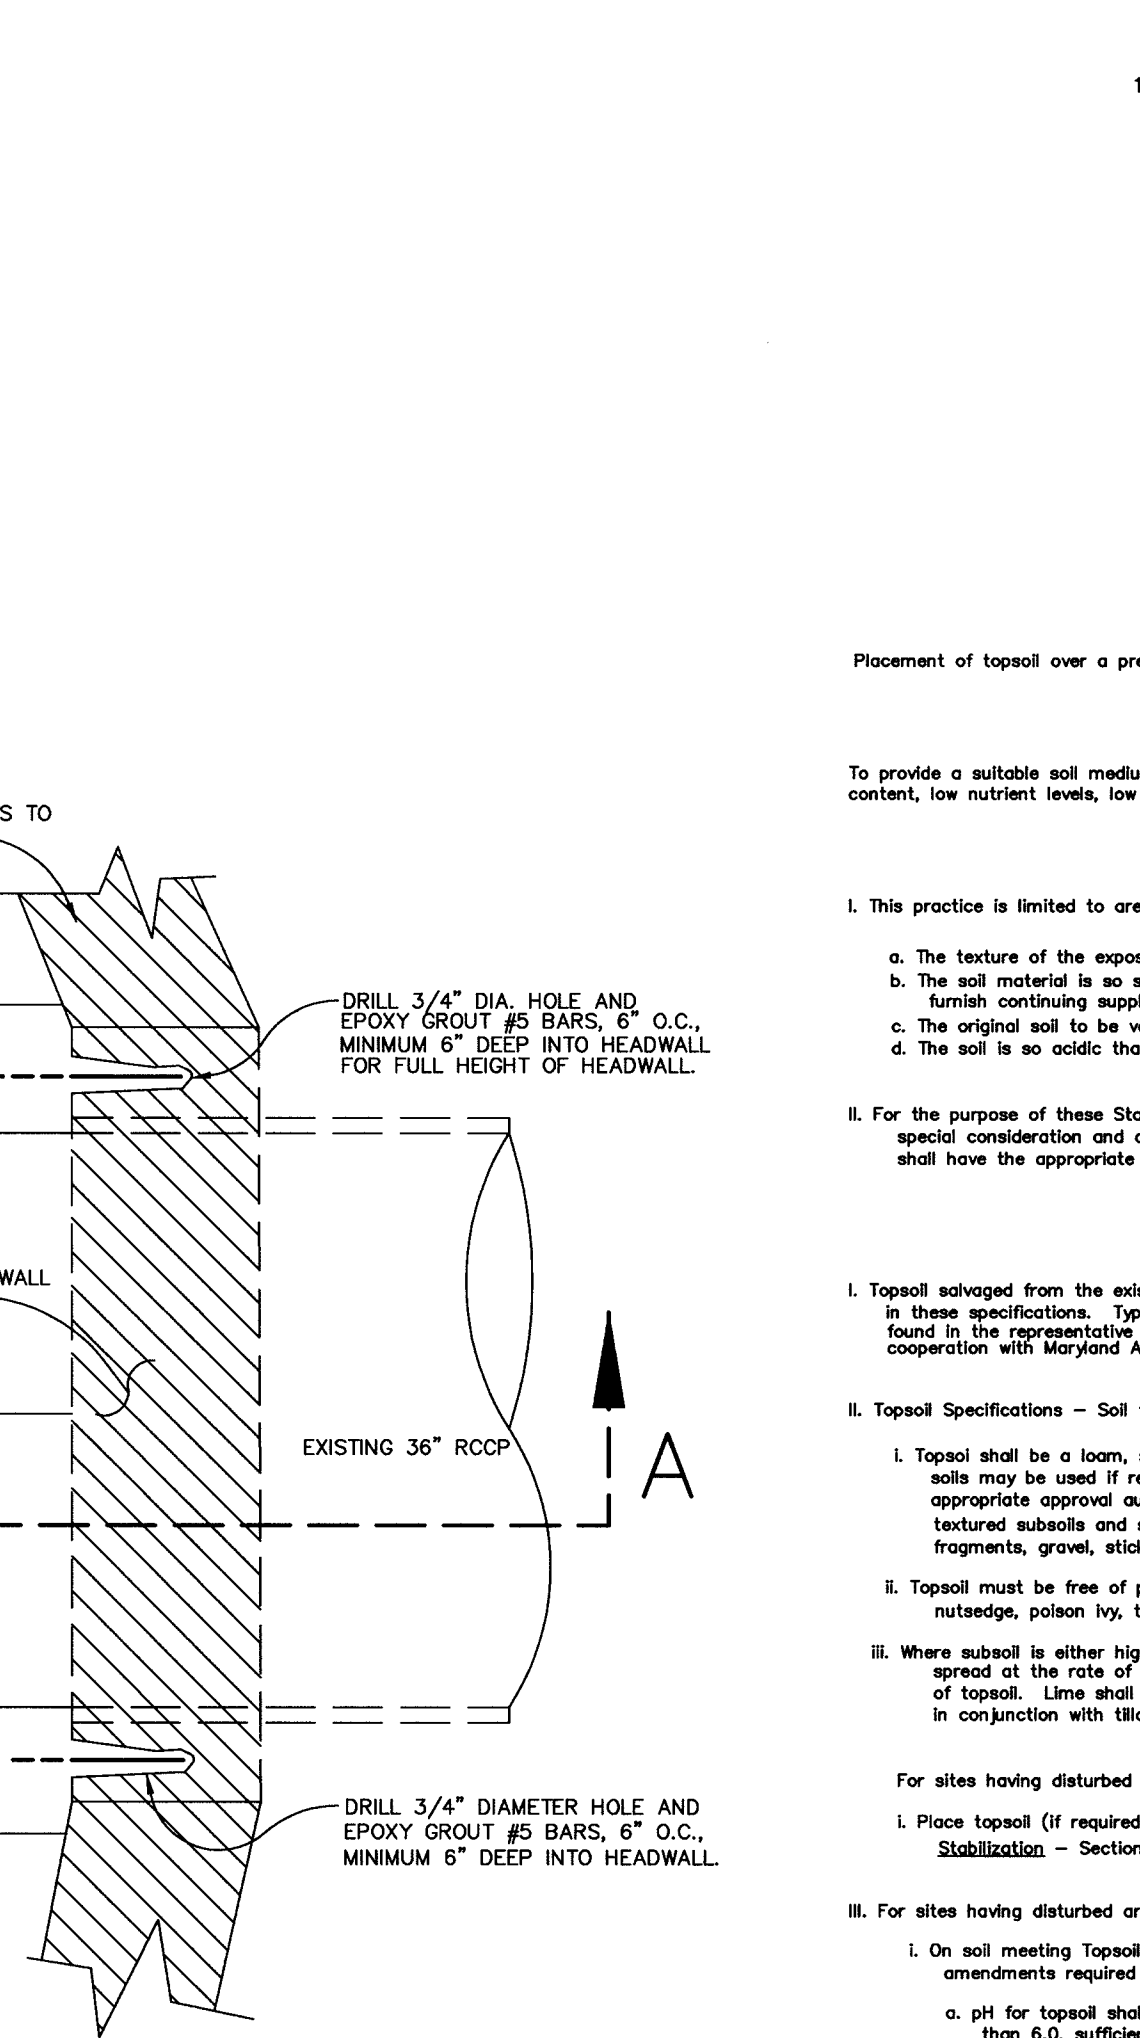 S TO
DRILL 3/4" DIA. HOLE AND
EPOXY GROUT #5 BARS, 6" O.C.,
MINIMUM 6" DEEP INTO HEADWALL
FOR FULL HEIGHT OF HEADWALL.
WALL
EXISTING 36" RCCP
A
DRILL 3/4" DIAMETER HOLE AND
EPOXY GROUT #5 BARS, 6" O.C.,
MINIMUM 6" DEEP INTO HEADWALL.
1
Placement of topsoil over a pre
To provide a suitable soil mediu
content, low nutrient levels, low
I. This practice is limited to are
a. The texture of the expos
b. The soil material is so s
furnish continuing suppl
c. The original soil to be v
d. The soil is so acidic tha
II. For the purpose of these Sta
special consideration and
shall have the appropriate
I. Topsoil salvaged from the exis
in these specifications. Typ
found in the representative
cooperation with Maryland A
II. Topsoil Specifications – Soil
i. Topsoi shall be a loam,
soils may be used if re
appropriate approval au
textured subsoils and
fragments, gravel, stic
ii. Topsoil must be free of
nutsedge, poison ivy, t
iii. Where subsoil is either hig
spread at the rate of
of topsoil. Lime shall
in conjunction with tilla
For sites having disturbed
i. Place topsoil (if required
Stabilization – Section
III. For sites having disturbed ar
i. On soil meeting Topsoil
amendments required
a. pH for topsoil shal
than 6.0, sufficie